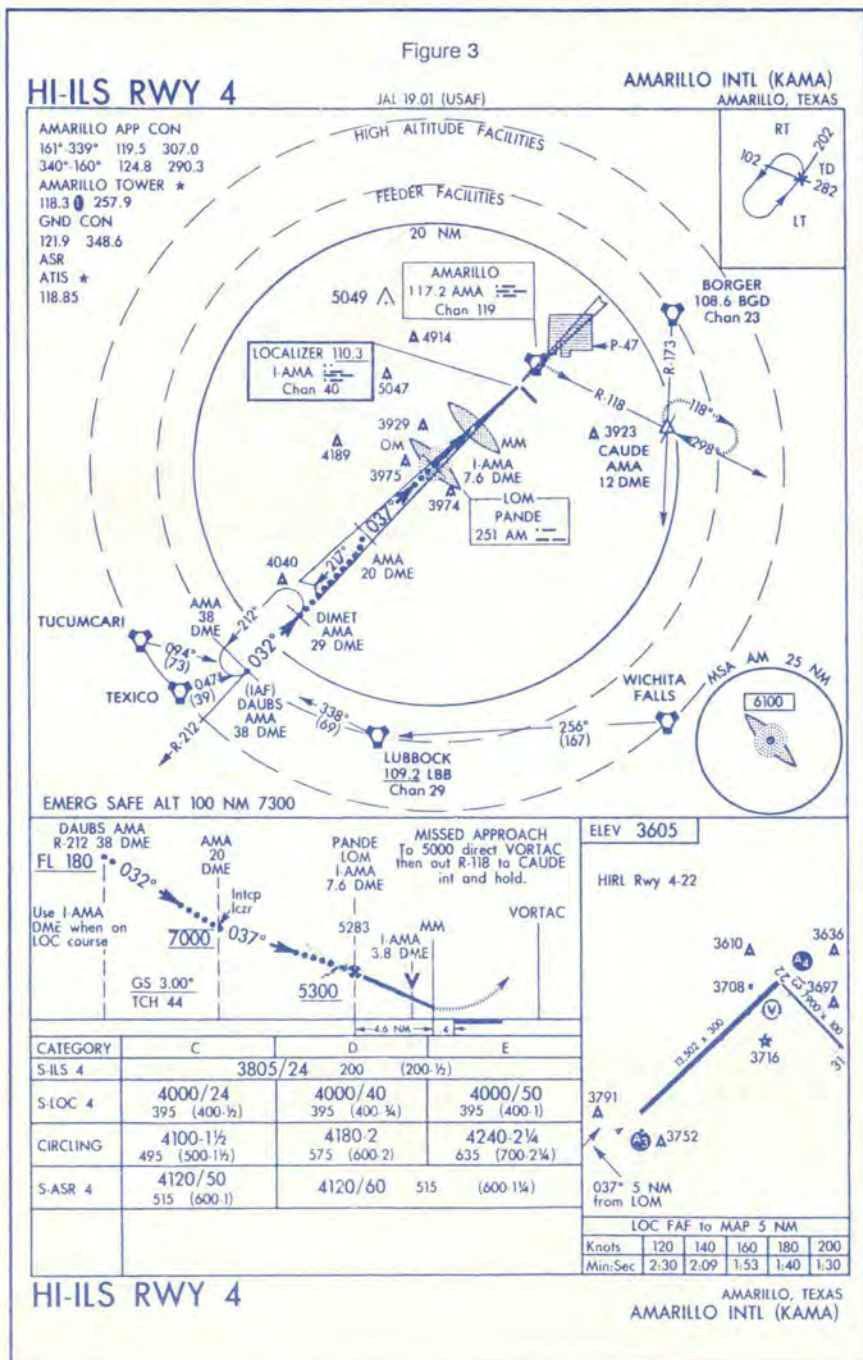 Figure 3
HI-ILS RWY 4
JAL 19.01 (USAF)
AMARILLO INTL (KAMA)
AMARILLO, TEXAS
AMARILLO APP CON
161°-339° 119.5 307.0
340°-160° 124.8 290.3
AMARILLO TOWER ★
118.3 257.9
GND CON
121.9 348.6
ASR
ATIS ★
118.85
HIGH ALTITUDE FACILITIES
FEEDER FACILITIES
20 NM
RT
202
102
TD
282
LT
AMARILLO
117.2 AMA
Chan 119
5049
4914
P-47
BORGER
108.6 BGD
Chan 23
R-173
LOCALIZER 110.3
I-AMA
Chan 40
5047
R-118
118°
298°
3929
OM
MM
4189
3975
I-AMA
7.6 DME
3923
CAUDE
AMA
12 DME
3974
LOM
PANDE
251 AM
037°
217°
AMA
20 DME
4040
TUCUMCARI
AMA
38
DME
212°
032°
DIMET
AMA
29 DME
094°
(73)
TEXICO
047°
(39)
(IAF)
DAUBS
AMA
38 DME
R-212
338°
(69)
LUBBOCK
109.2 LBB
Chan 29
256°
(167)
WICHITA
FALLS
MSA AM 25 NM
6100
EMERG SAFE ALT 100 NM 7300
DAUBS AMA
R-212 38 DME
FL 180
032°
AMA
20
DME
Intcp
lczr
Use I-AMA
DME when on
LOC course
7000
037°
GS 3.00°
TCH 44
PANDE
LOM
I-AMA
7.6 DME
5283
5300
MISSED APPROACH
To 5000 direct VORTAC
then out R-118 to CAUDE
int and hold.
I-AMA
3.8 DME
V
MM
VORTAC
4.6 NM
.4
CATEGORY C D E
S-ILS 4 3805/24 200 (200-½)
S-LOC 4 4000/24 395 (400-½) 4000/40 395 (400-¾) 4000/50 395 (400-1)
CIRCLING 4100-1½ 495 (500-1½) 4180-2 575 (600-2) 4240-2¼ 635 (700-2¼)
S-ASR 4 4120/50 515 (600-1) 4120/60 515 (600-1¼)
ELEV 3605
HIRL Rwy 4-22
3610
3636
A4
3708
3697
22
7900 x 100
V
13,502 x 300
3716
31
3791
A5
3752
037° 5 NM
from LOM
LOC FAF to MAP 5 NM
Knots 120 140 160 180 200
Min:Sec 2:30 2:09 1:53 1:40 1:30
HI-ILS RWY 4
AMARILLO, TEXAS
AMARILLO INTL (KAMA)